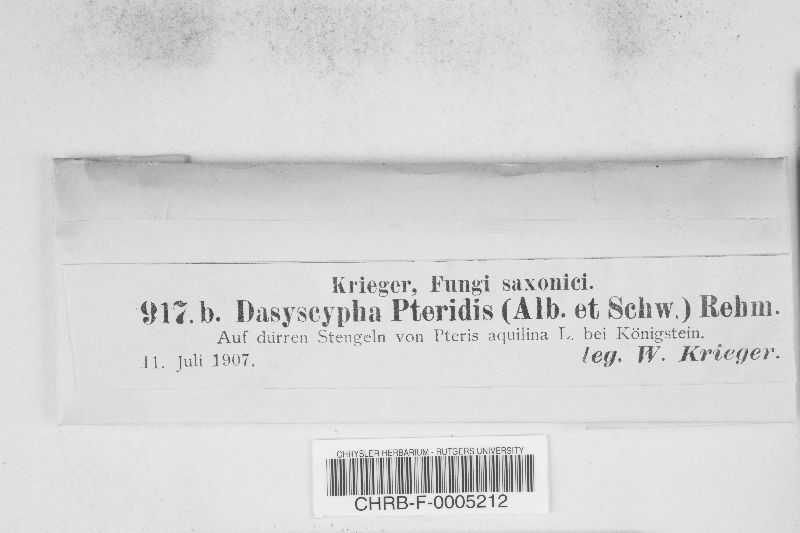 Krieger, Fungi saxonici.
917. b. Dasyscypha Pteridis (Alb. et Schw.) Rehm.
Auf dürren Stengeln von Pteris aquilina L. bei Königstein.
11. Juli 1907. leg. W. Krieger.
CHRYSLER HERBARIUM - RUTGERS UNIVERSITY
CHRB-F-0005212